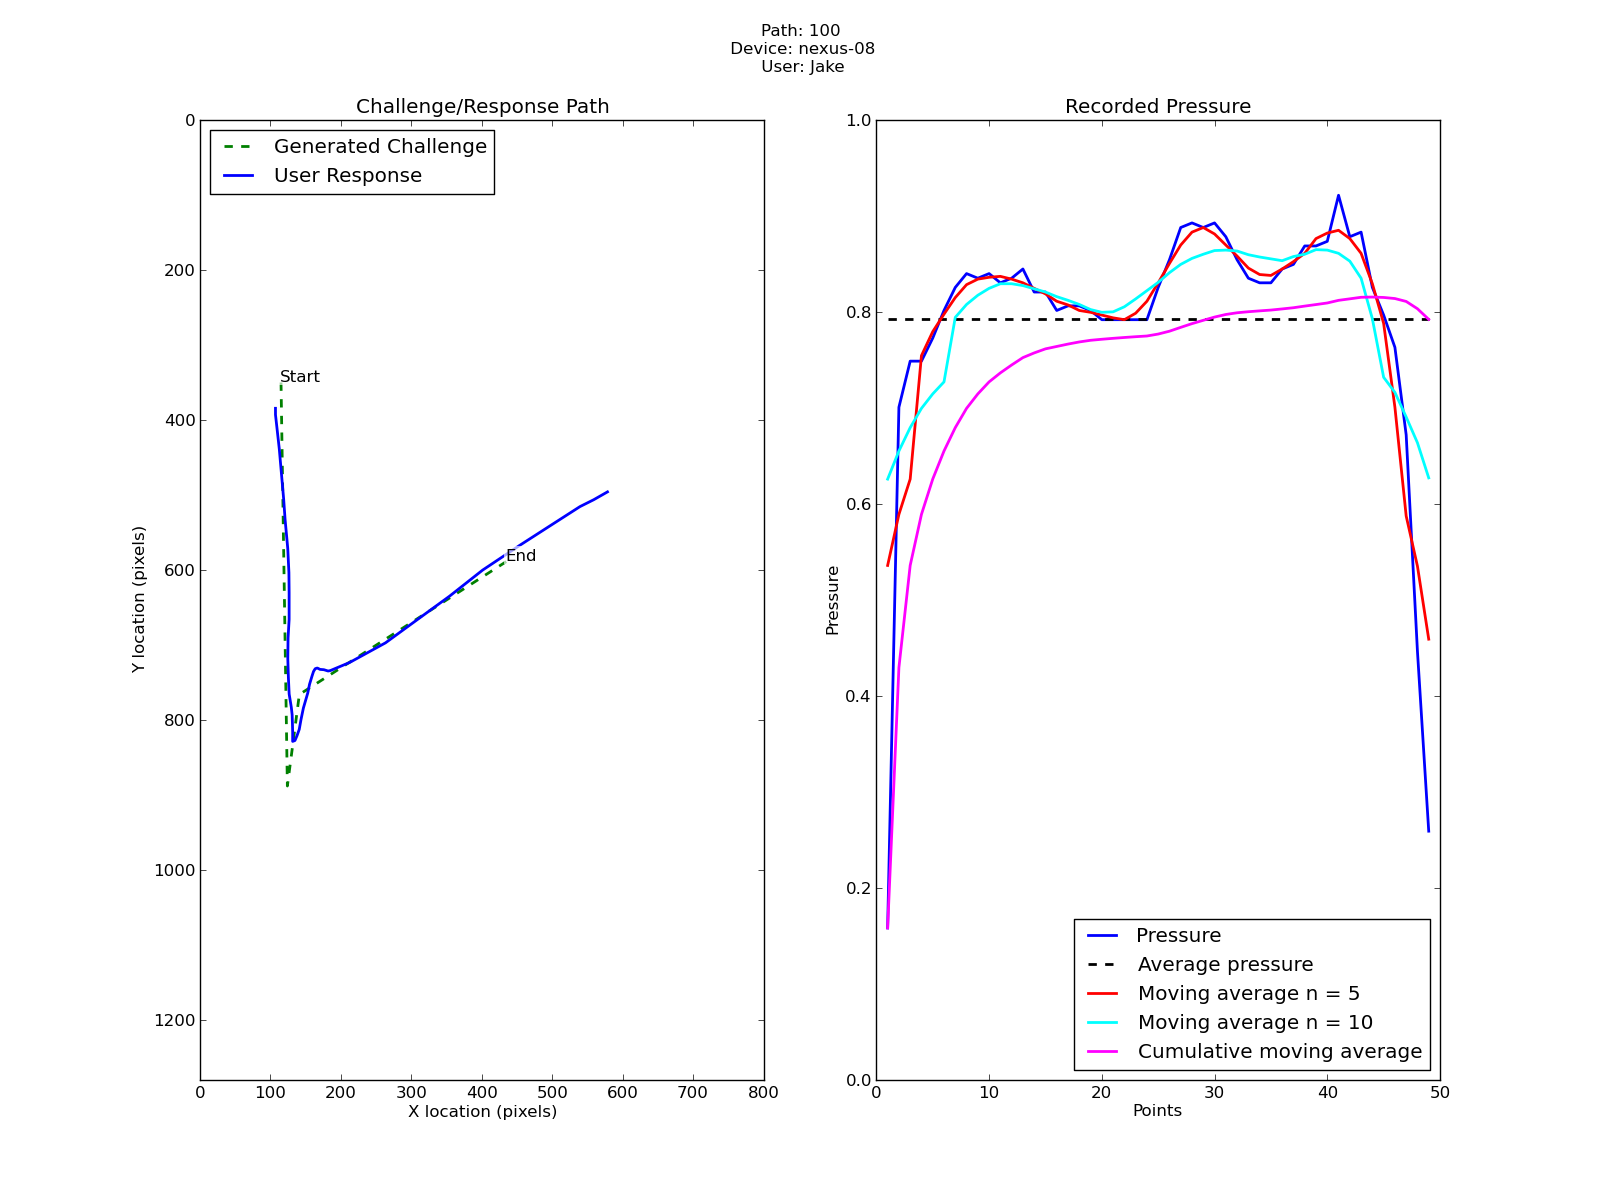 Path: 100
Device: nexus-08
User: Jake
Challenge/Response Path
0
200
400
600
800
1000
1200
Y location (pixels)
Generated Challenge
User Response
Start
End
0 100 200 300 400 500 600 700 800
X location (pixels)
Recorded Pressure
1.0
0.8
0.6
0.4
0.2
0.0
Pressure
Pressure
Average pressure
Moving average n = 5
Moving average n = 10
Cumulative moving average
0 10 20 30 40 50
Points